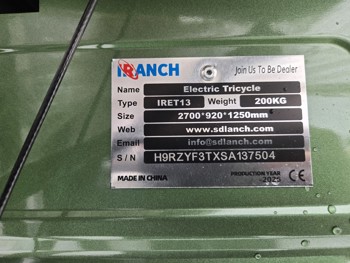 IRANCH Join Us To Be Dealer
Name Electric Tricycle
Type IRET13 Weight 200KG
Size 2700*920*1250mm
Web www.sdlanch.com
Email info@sdlanch.com
S/N H9RZYF3TXSA137504
MADE IN CHINA PRODUCTION YEAR
-2025-